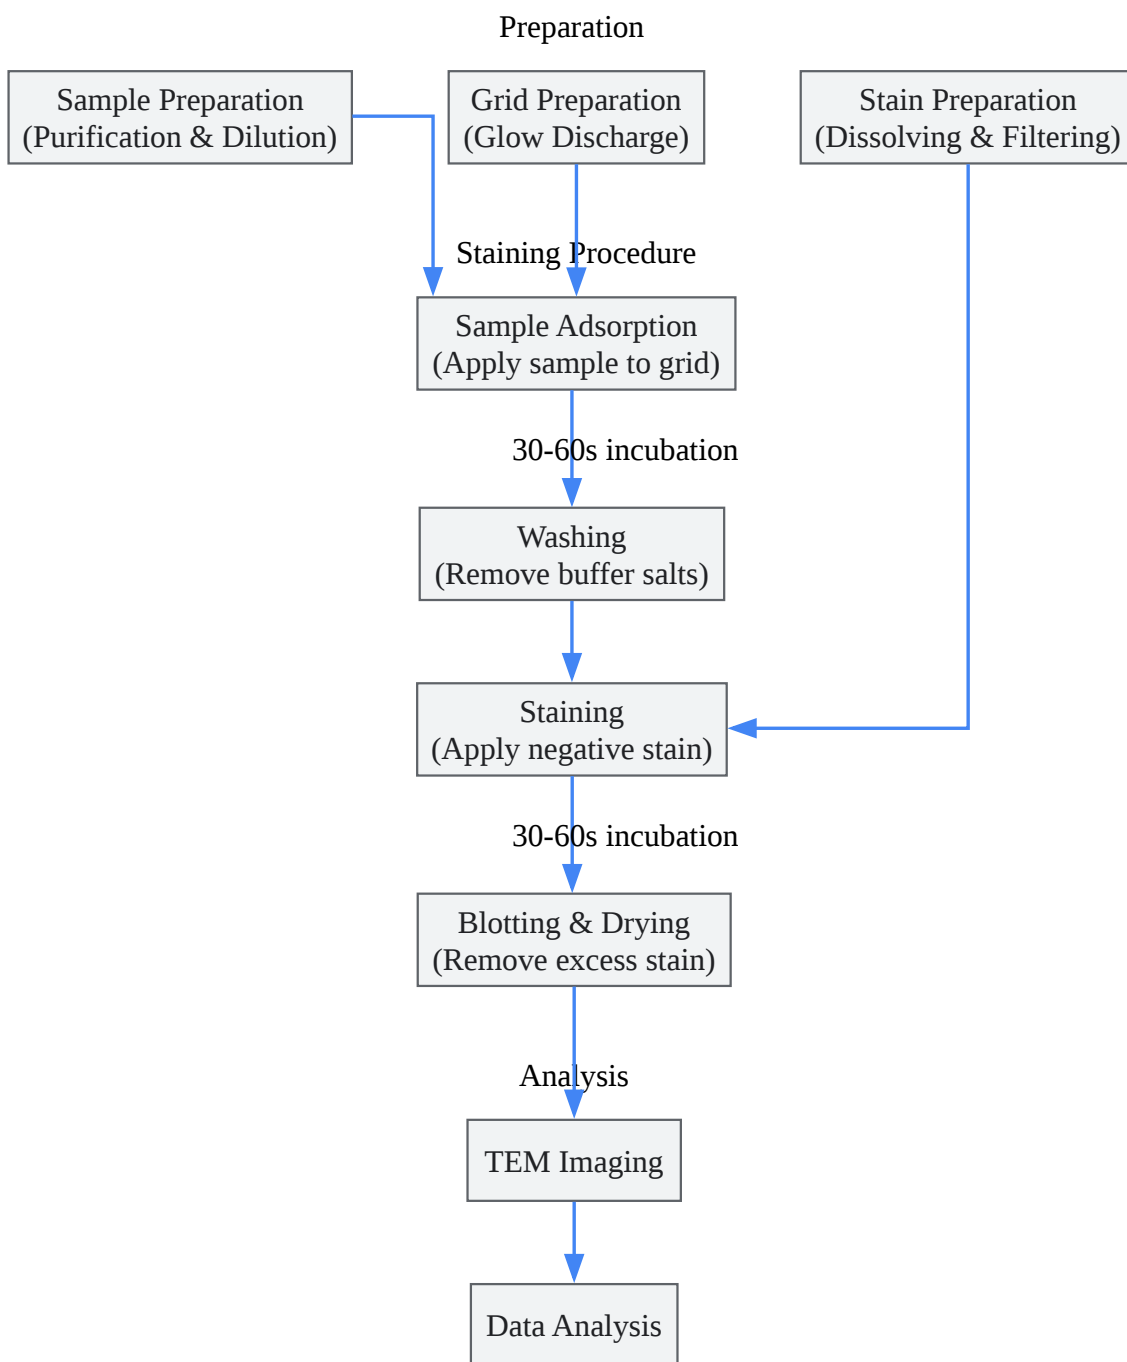 Preparation
Sample Preparation
(Purification & Dilution)
Grid Preparation
(Glow Discharge)
Stain Preparation
(Dissolving & Filtering)
Staining Procedure
Sample Adsorption
(Apply sample to grid)
30-60s incubation
Washing
(Remove buffer salts)
Staining
(Apply negative stain)
30-60s incubation
Blotting & Drying
(Remove excess stain)
Analysis
TEM Imaging
Data Analysis